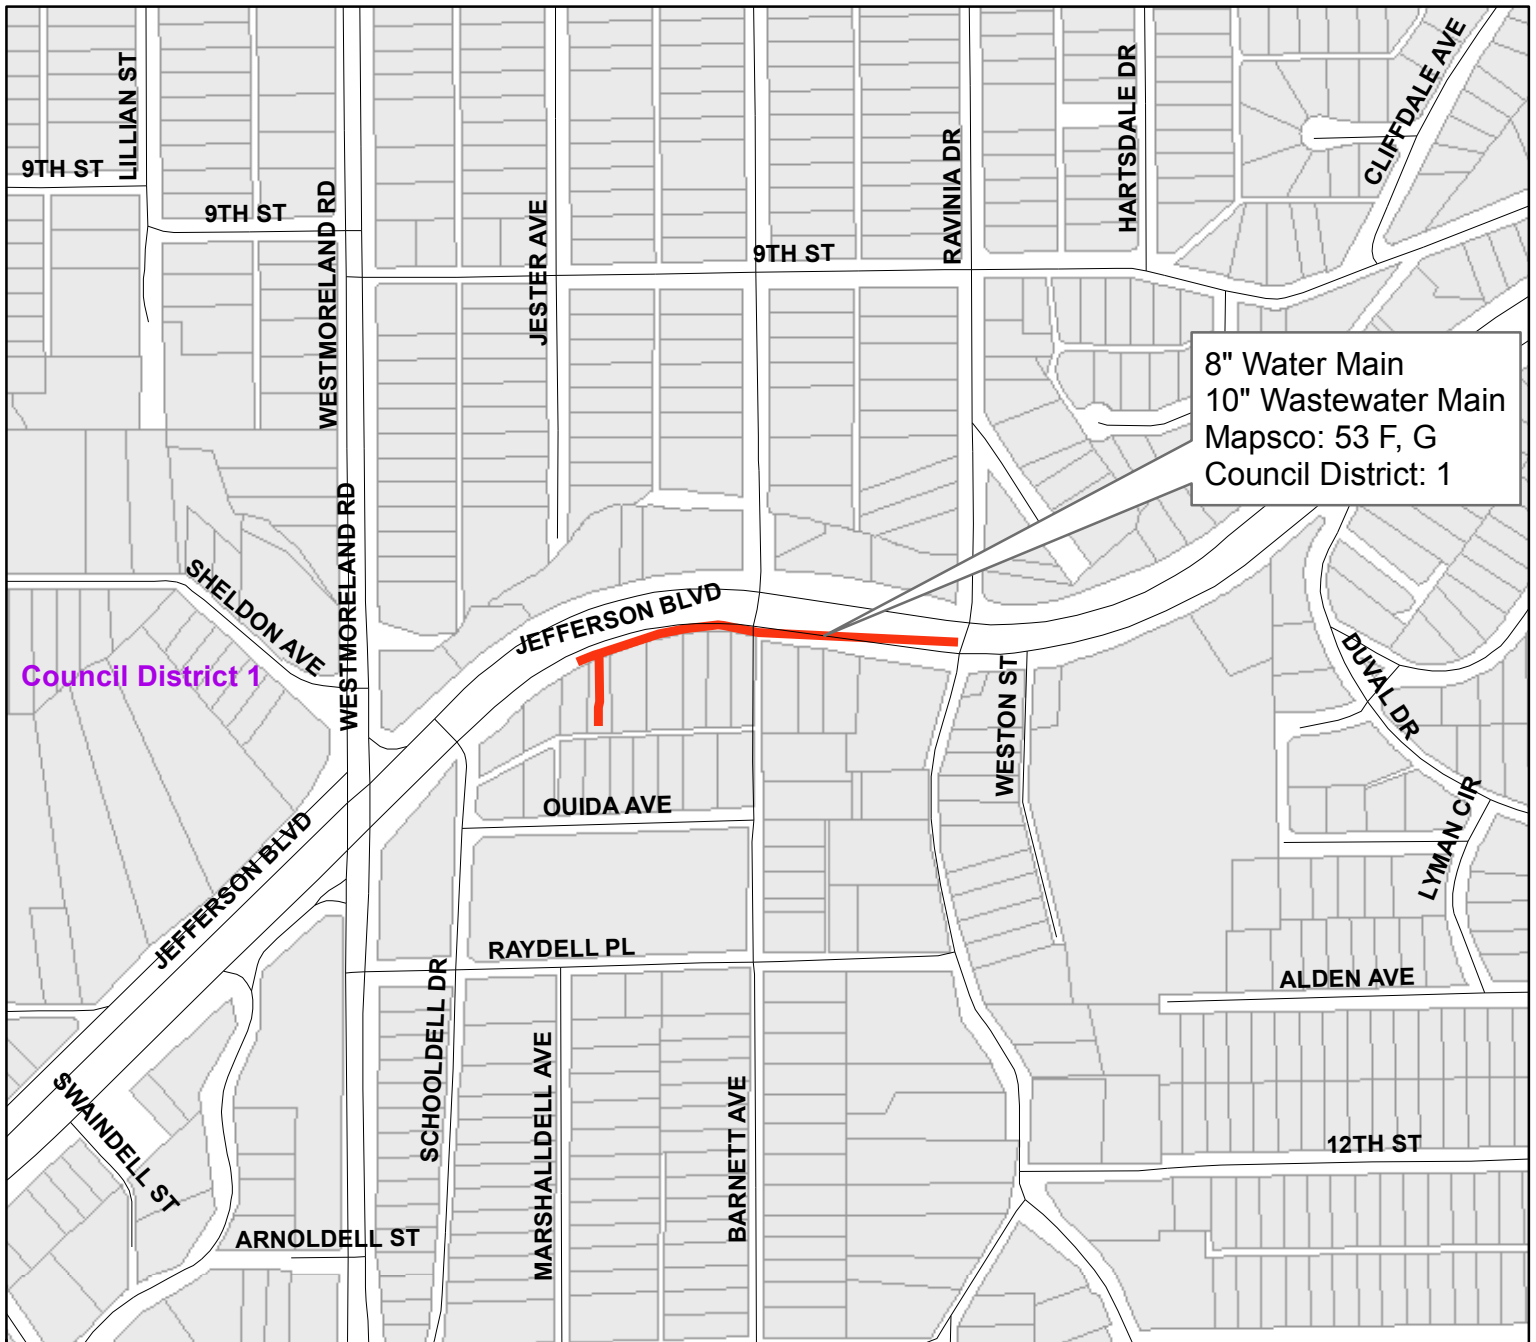 LILLIAN ST
9TH ST
9TH ST
WESTMORELAND RD
JESTER AVE
9TH ST
RAVINIA DR
HARTSDALE DR
CLIFFDALE AVE
8" Water Main
10" Wastewater Main
Mapsco: 53 F, G
Council District: 1
WESTMORELAND RD
SHELDON AVE
JEFFERSON BLVD
Council District 1
WESTON ST
DUVAL DR
OUIDA AVE
LYMAN CIR
JEFFERSON BLVD
RAYDELL PL
ALDEN AVE
SCHOOLDELL DR
MARSHALLDELL AVE
BARNETT AVE
SWAINDELL ST
12TH ST
ARNOLDELL ST